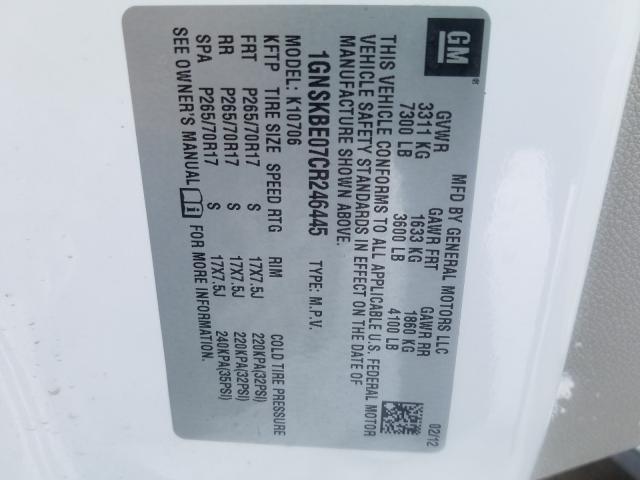 GM ®
MFD BY GENERAL MOTORS LLC 02/12
GVWR GAWR FRT GAWR RR
3311 KG 1633 KG 1860 KG
7300 LB 3600 LB 4100 LB
THIS VEHICLE CONFORMS TO ALL APPLICABLE U.S. FEDERAL MOTOR
VEHICLE SAFETY STANDARDS IN EFFECT ON THE DATE OF
MANUFACTURE SHOWN ABOVE.
1GNSKBE07CR246445 TYPE: M.P.V.
K10706
KFTP TIRE SIZE SPEED RTG RIM COLD TIRE PRESSURE
FRT P265/70R17 S 17X7.5J 220KPA(32PSI)
RR P265/70R17 S 17X7.5J 220KPA(32PSI)
SPA P265/70R17 S 17X7.5J 240KPA(35PSI)
SEE OWNER'S MANUAL FOR MORE INFORMATION.